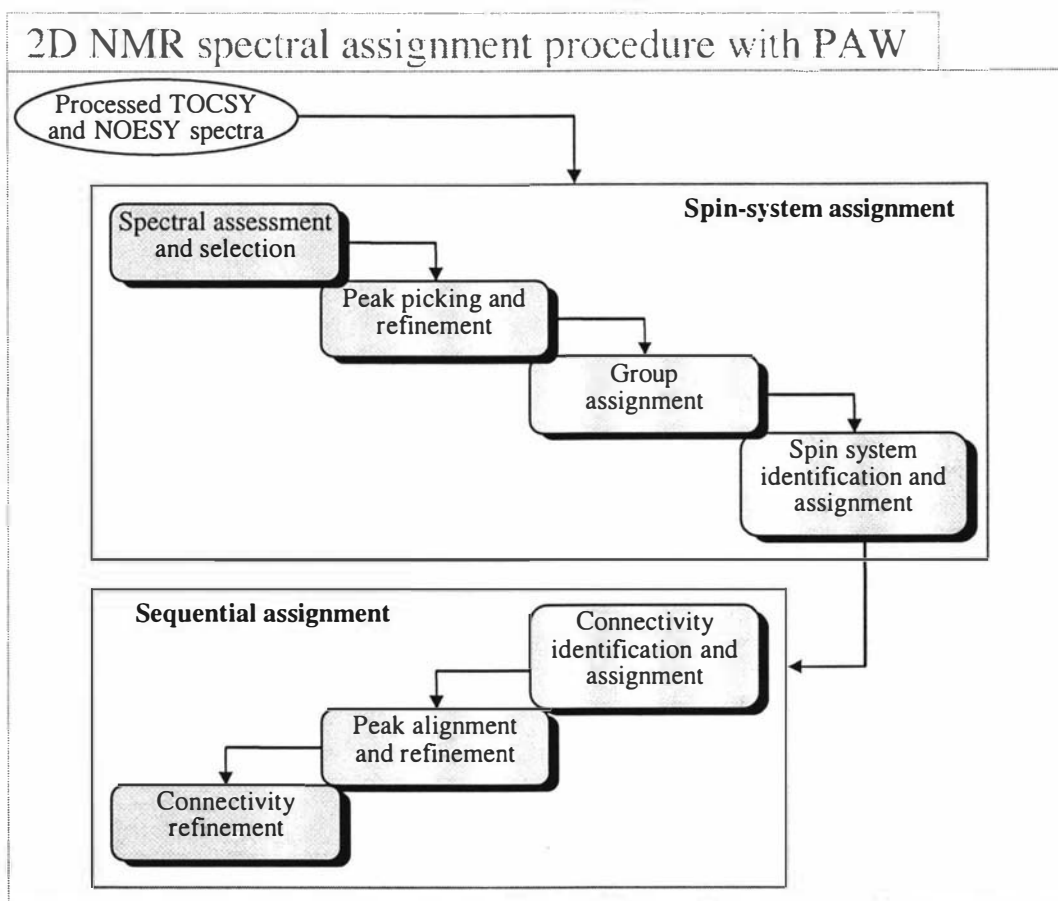 2D NMR spectral assignment procedure with PAW
Processed TOCSY
and NOESY spectra
Spin-system assignment
Spectral assessment
and selection
Peak picking and
refinement
Group
assignment
Spin system
identification and
assignment
Sequential assignment
Connectivity
identification and
assignment
Peak alignment
and refinement
Connectivity
refinement